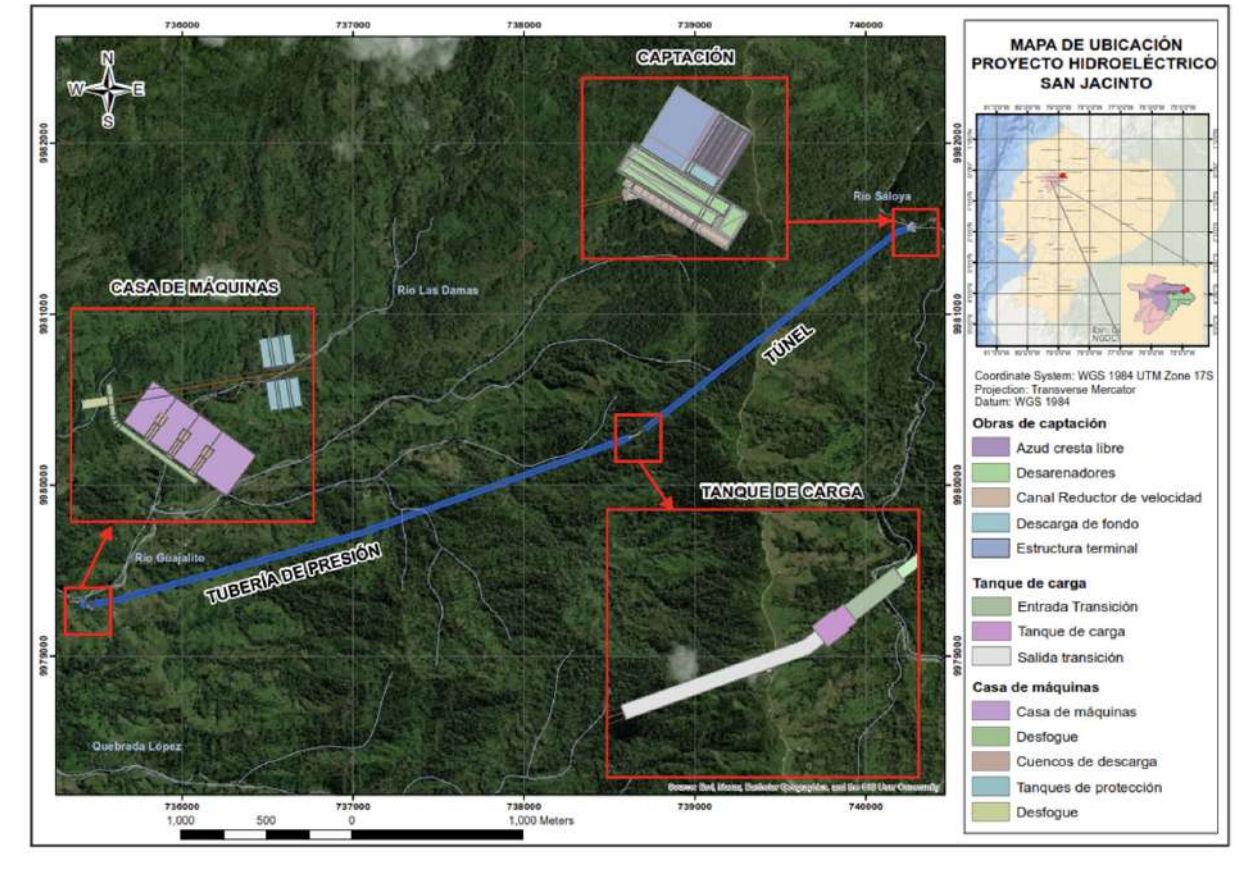 736000 737000 738000 739000 740000
N
W E
S
CAPTACIÓN
9982000
9982000
Río Saloya
CASA DE MÁQUINAS
Río Las Damas
9981000
9981000
TÚNEL
9980000
9980000
TANQUE DE CARGA
Río Guajalito
TUBERÍA DE PRESIÓN
9979000
9979000
Quebrada López
736000 737000 738000 739000 740000
1,000 500 0 1,000 Meters
MAPA DE UBICACIÓN
PROYECTO HIDROELÉCTRICO
SAN JACINTO
Coordinate System: WGS 1984 UTM Zone 17S
Projection: Transverse Mercator
Datum: WGS 1984
Obras de captación
Azud cresta libre
Desarenadores
Canal Reductor de velocidad
Descarga de fondo
Estructura terminal
Tanque de carga
Entrada Transición
Tanque de carga
Salida transición
Casa de máquinas
Casa de máquinas
Desfogue
Cuencos de descarga
Tanques de protección
Desfogue